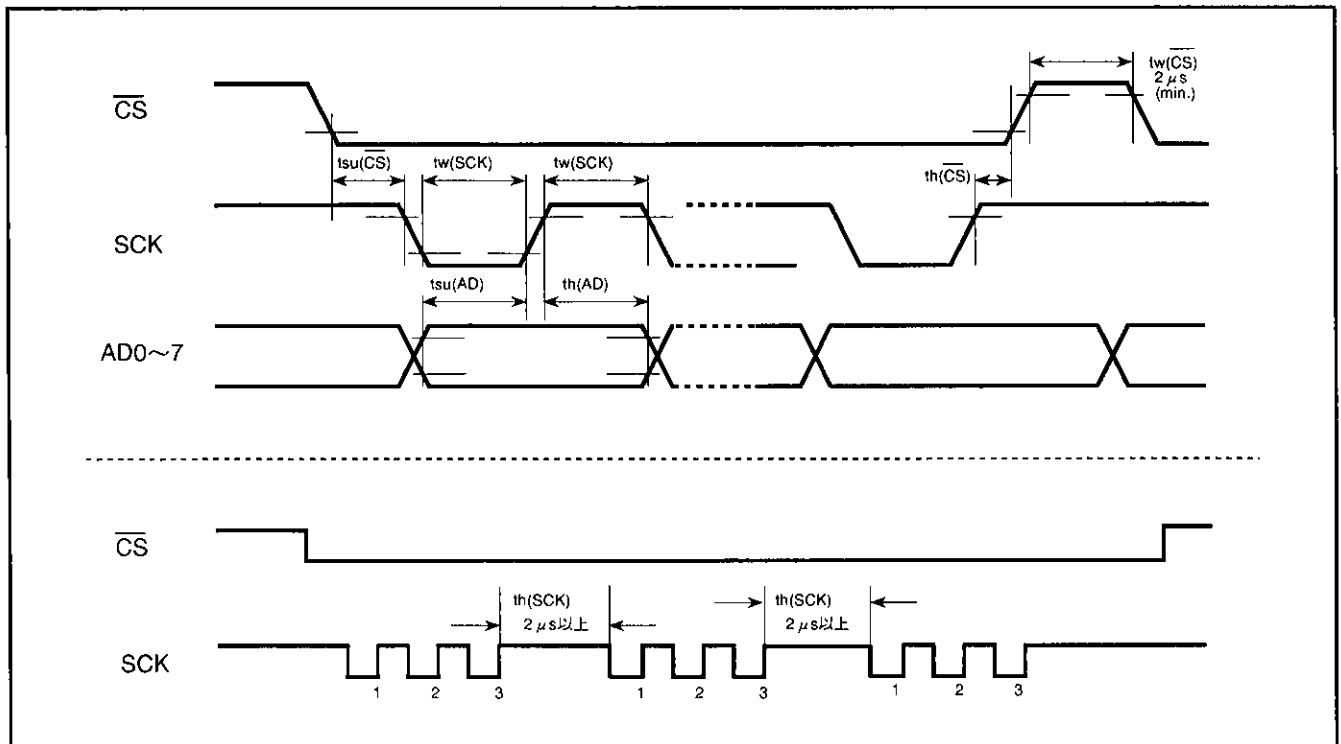 CS
tw(CS)
2 μs
(min.)
tsu(CS)
tw(SCK)
tw(SCK)
th(CS)
SCK
tsu(AD)
th(AD)
AD0〜7
CS
th(SCK)
2 μs以上
th(SCK)
2 μs以上
SCK
1 2 3 1 2 3 1 2 3